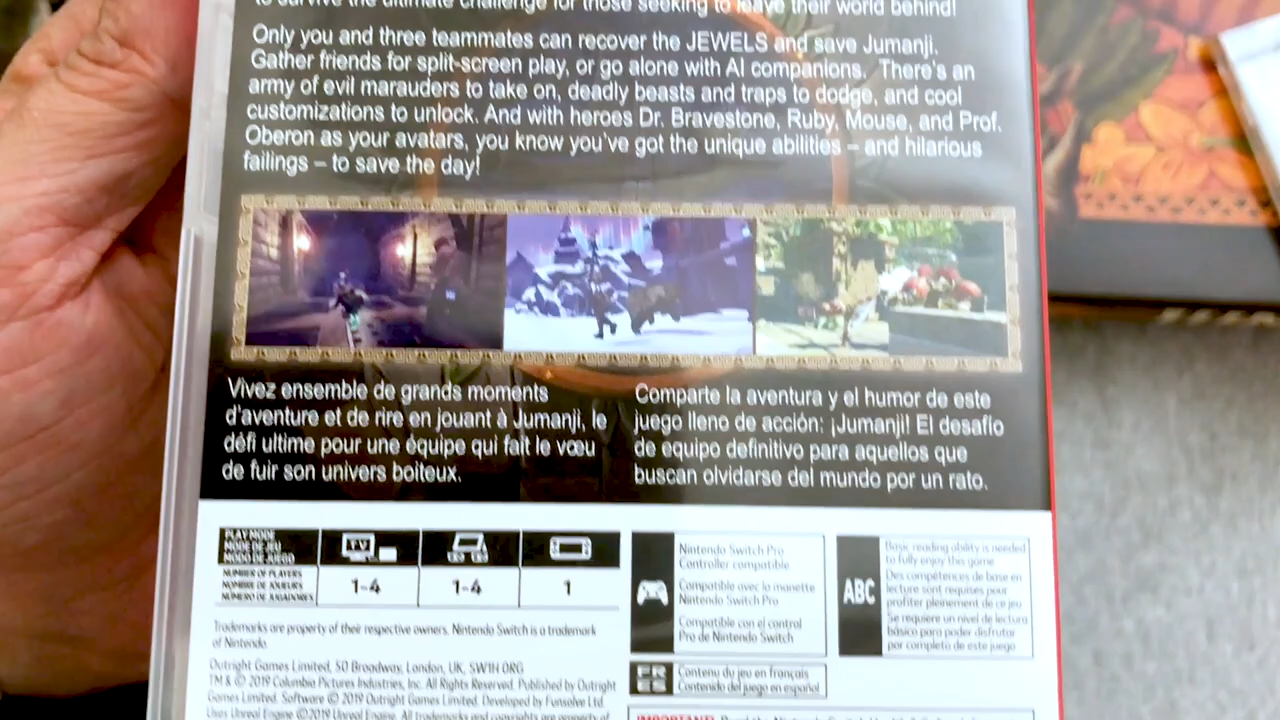 to survive the ultimate challenge for those seeking to leave their world behind!
Only you and three teammates can recover the JEWELS and save Jumanji.
Gather friends for split-screen play, or go alone with AI companions. There's an
army of evil marauders to take on, deadly beasts and traps to dodge, and cool
customizations to unlock. And with heroes Dr. Bravestone, Ruby, Mouse, and Prof.
Oberon as your avatars, you know you've got the unique abilities – and hilarious
failings – to save the day!
Vivez ensemble de grands moments
d'aventure et de rire en jouant à Jumanji, le
défi ultime pour une équipe qui fait le vœu
de fuir son univers boiteux.
Comparte la aventura y el humor de este
juego lleno de acción: ¡Jumanji! El desafío
de equipo definitivo para aquellos que
buscan olvidarse del mundo por un rato.
PLAY MODE
MODE DE JEU
MODO DE JUEGO
TV
NUMBER OF PLAYERS
NOMBRE DE JOUEURS
NÚMERO DE JUGADORES
1-4
1-4
1
Nintendo Switch Pro
Controller compatible
Compatible avec la manette
Nintendo Switch Pro
Compatible con el control
Pro de Nintendo Switch
ABC
Basic reading ability is needed
to fully enjoy this game
Des compétences de base en
lecture sont requises pour
profiter pleinement de ce jeu
Se requiere un nivel de lectura
básico para poder disfrutar
por completo de este juego
FR
ES
Contenu du jeu en français
Contenido del juego en español
Trademarks are property of their respective owners. Nintendo Switch is a trademark
of Nintendo.
Outright Games Limited, 50 Broadway, London, UK, SW1H 0RG
TM & © 2019 Columbia Pictures Industries, Inc. All Rights Reserved. Published by Outright
Games Limited. Software © 2019 Outright Games Limited. Developed by Funsolve Ltd.
Uses Unreal Engine ©2019 Unreal Engine. All trademarks and copyrights are property of
IMPORTANT!